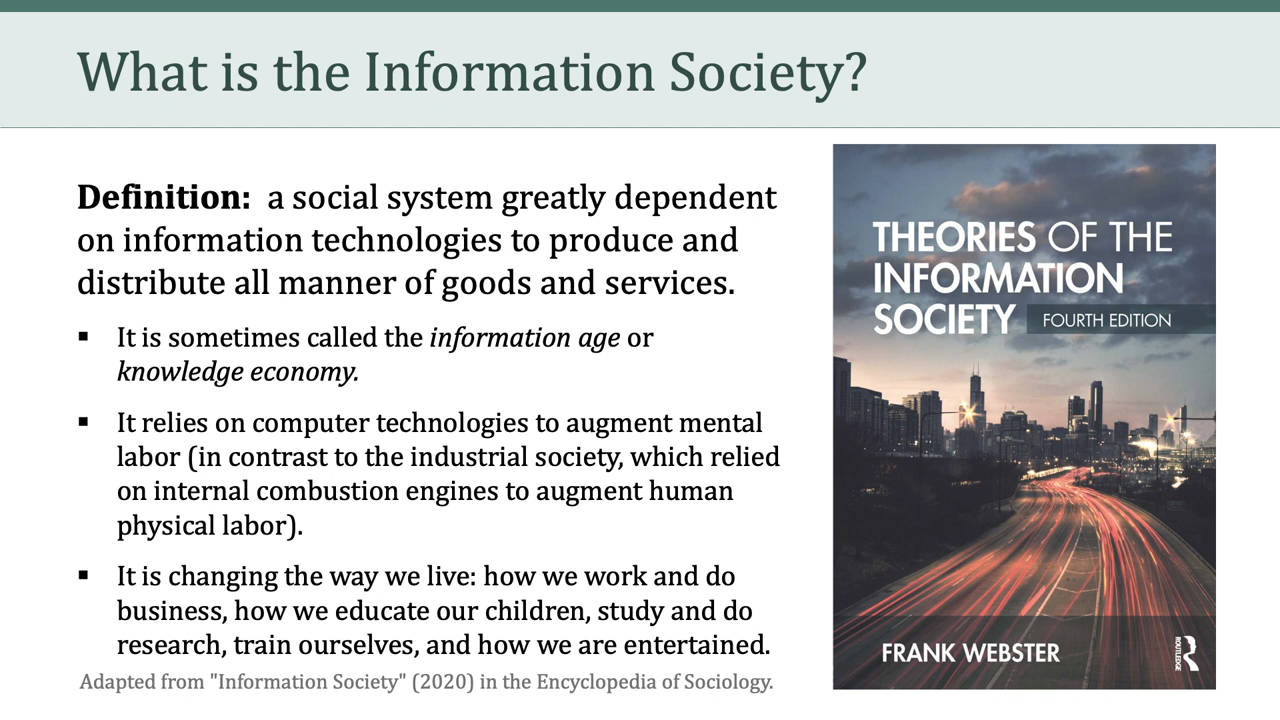 What is the Information Society?
Definition: a social system greatly dependent
on information technologies to produce and
distribute all manner of goods and services.
▪ It is sometimes called the information age or
knowledge economy.
▪ It relies on computer technologies to augment mental
labor (in contrast to the industrial society, which relied
on internal combustion engines to augment human
physical labor).
▪ It is changing the way we live: how we work and do
business, how we educate our children, study and do
research, train ourselves, and how we are entertained.
Adapted from "Information Society" (2020) in the Encyclopedia of Sociology.
THEORIES OF THE
INFORMATION
SOCIETY FOURTH EDITION
FRANK WEBSTER
ROUTLEDGE